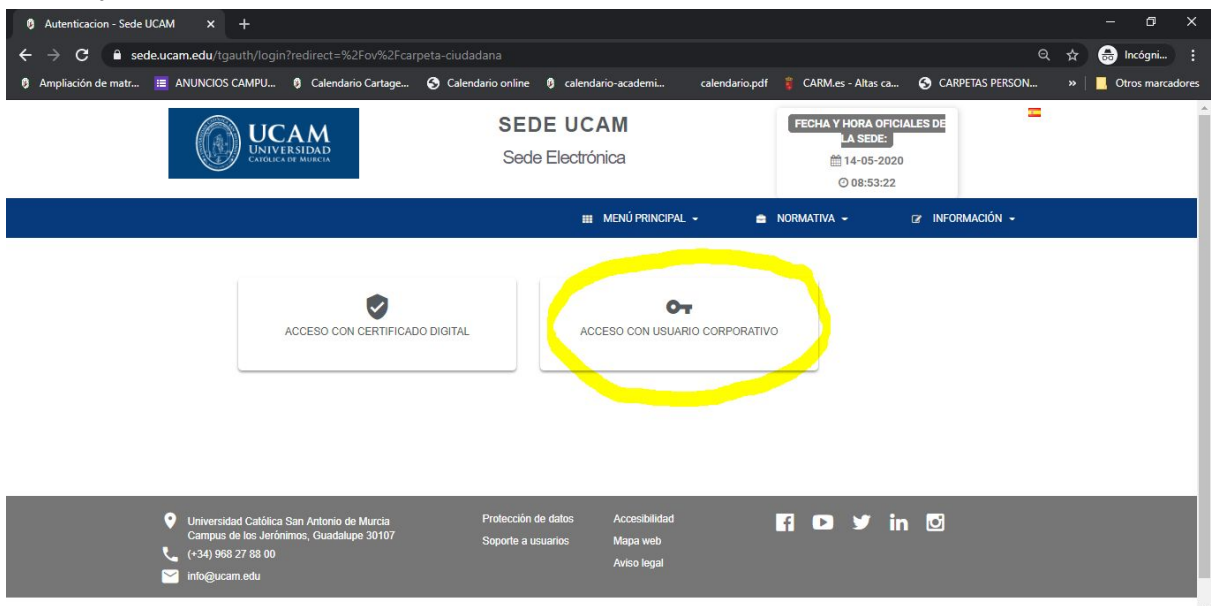 Autenticacion - Sede UCAM
sede.ucam.edu/tgauth/login?redirect=%2Fov%2Fcarpeta-ciudadana
Incógni...
Ampliación de matr...
ANUNCIOS CAMPU...
Calendario Cartage...
Calendario online
calendario-academi...
calendario.pdf
CARM.es - Altas ca...
CARPETAS PERSON...
»
Otros marcadores
UCAM
UNIVERSIDAD
CATÓLICA DE MURCIA
SEDE UCAM
Sede Electrónica
FECHA Y HORA OFICIALES DE
LA SEDE:
14-05-2020
08:53:22
MENÚ PRINCIPAL
NORMATIVA
INFORMACIÓN
ACCESO CON CERTIFICADO DIGITAL
ACCESO CON USUARIO CORPORATIVO
Universidad Católica San Antonio de Murcia
Campus de los Jerónimos, Guadalupe 30107
(+34) 968 27 88 00
info@ucam.edu
Protección de datos
Soporte a usuarios
Accesibilidad
Mapa web
Aviso legal